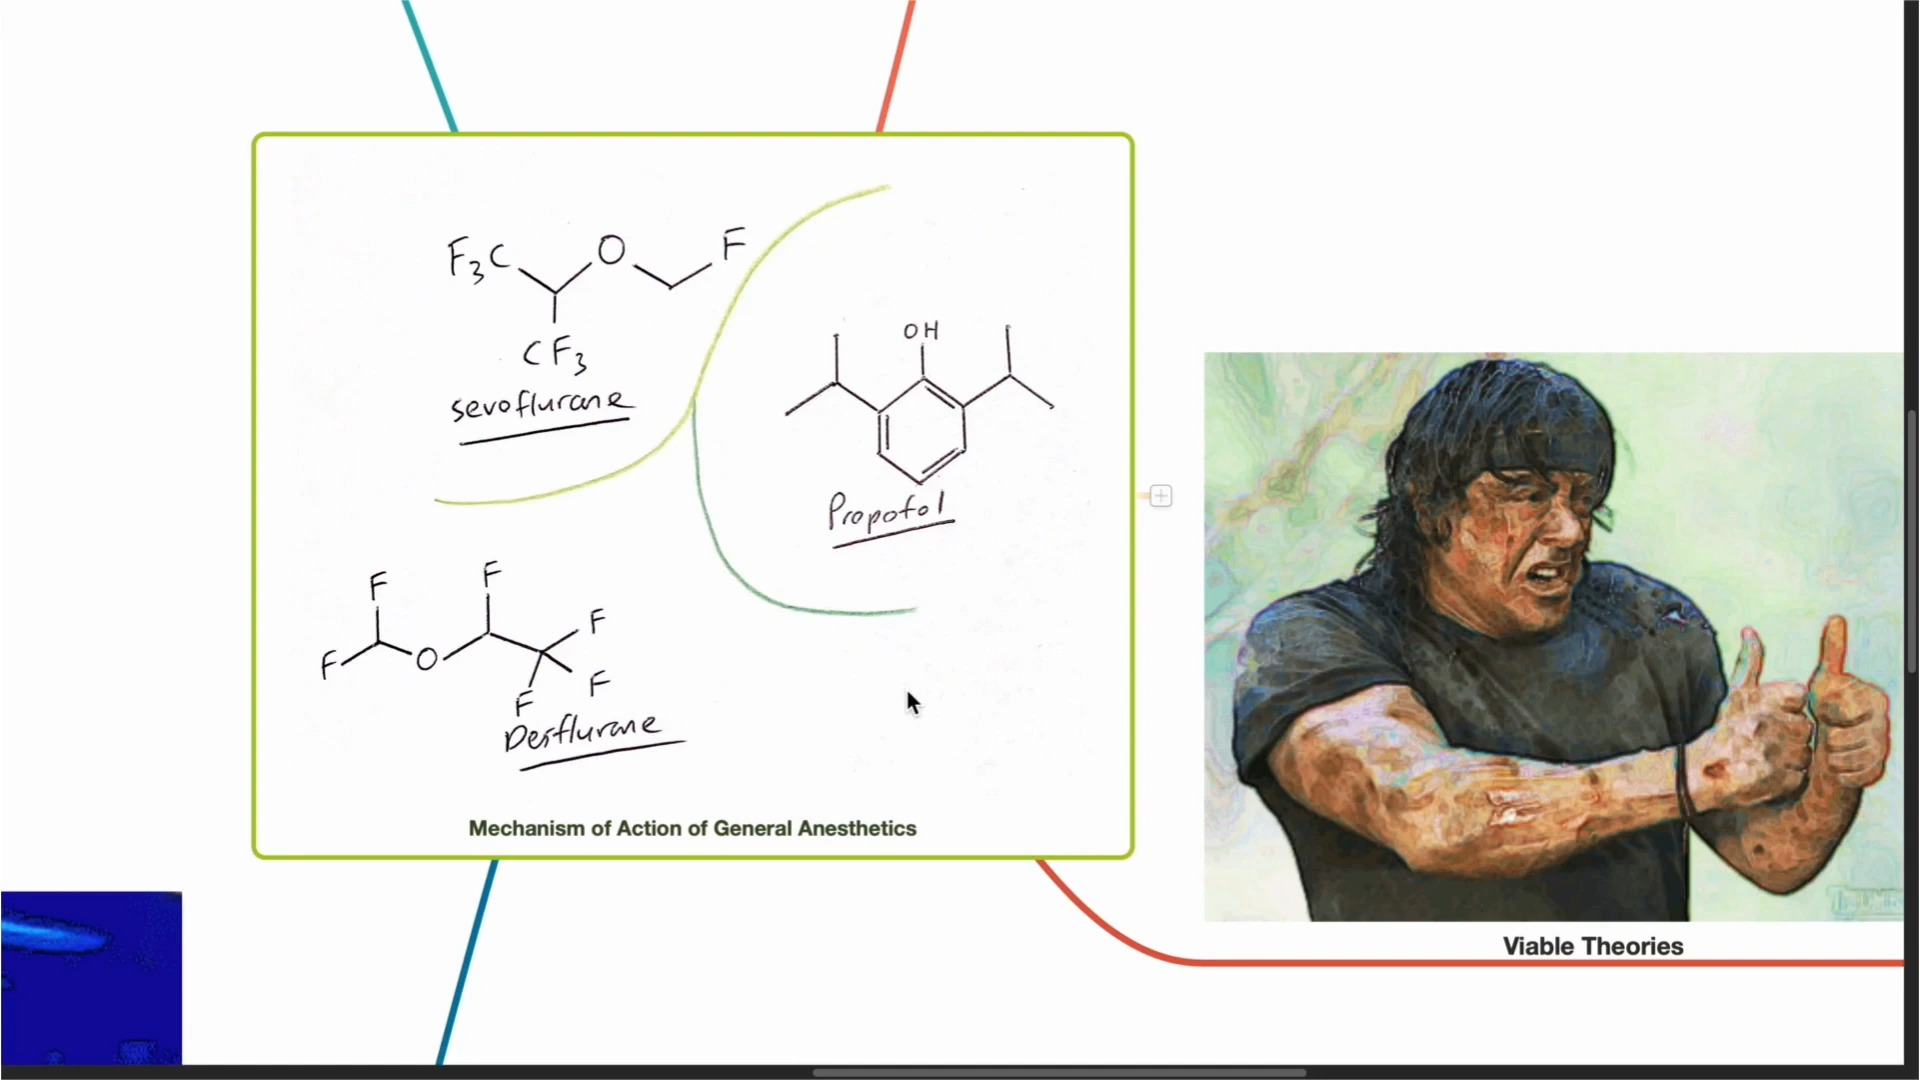 F₃C O F
CF₃
sevoflurane
OH
Propofol
F F
F O F
F F
Desflurane
Mechanism of Action of General Anesthetics
Viable Theories